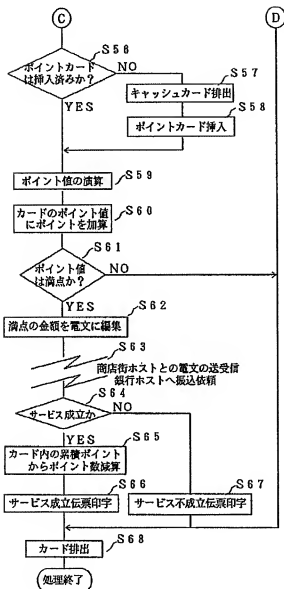 C
D
S56
ポイントカード
は挿入済みか?
NO
S57
キャッシュカード排出
YES
S58
ポイントカード挿入
S59
ポイント値の演算
S60
カードのポイント値
にポイントを加算
S61
ポイント値
は満点か?
NO
YES
S62
満点の金額を電文に編集
S63
商店街ホストとの電文の送受信
銀行ホストへ振込依頼
S64
サービス成立か
NO
YES
S65
カード内の累積ポイント
からポイント数減算
S66
S67
サービス成立伝票印字
サービス不成立伝票印字
S68
カード排出
処理終了